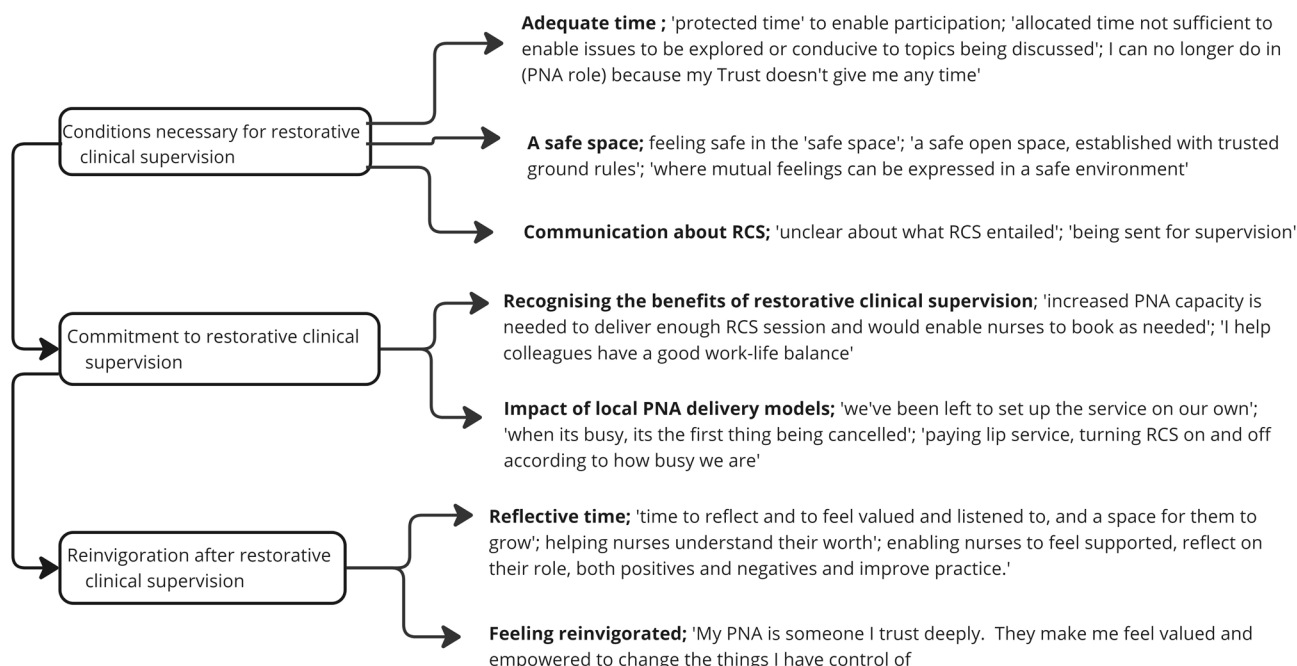 Adequate time ; 'protected time' to enable participation; 'allocated time not sufficient to
enable issues to be explored or conducive to topics being discussed'; I can no longer do in
(PNA role) because my Trust doesn't give me any time'
Conditions necessary for restorative
clinical supervision
A safe space; feeling safe in the 'safe space'; 'a safe open space, established with trusted
ground rules'; 'where mutual feelings can be expressed in a safe environment'
Communication about RCS; 'unclear about what RCS entailed'; 'being sent for supervision'
Commitment to restorative clinical
supervision
Recognising the benefits of restorative clinical supervision; 'increased PNA capacity is
needed to deliver enough RCS session and would enable nurses to book as needed'; 'I help
colleagues have a good work-life balance'
Impact of local PNA delivery models; 'we've been left to set up the service on our own';
'when its busy, its the first thing being cancelled'; 'paying lip service, turning RCS on and off
according to how busy we are'
Reinvigoration after restorative
clinical supervision
Reflective time; 'time to reflect and to feel valued and listened to, and a space for them to
grow'; helping nurses understand their worth'; enabling nurses to feel supported, reflect on
their role, both positives and negatives and improve practice.'
Feeling reinvigorated; 'My PNA is someone I trust deeply.  They make me feel valued and
empowered to change the things I have control of